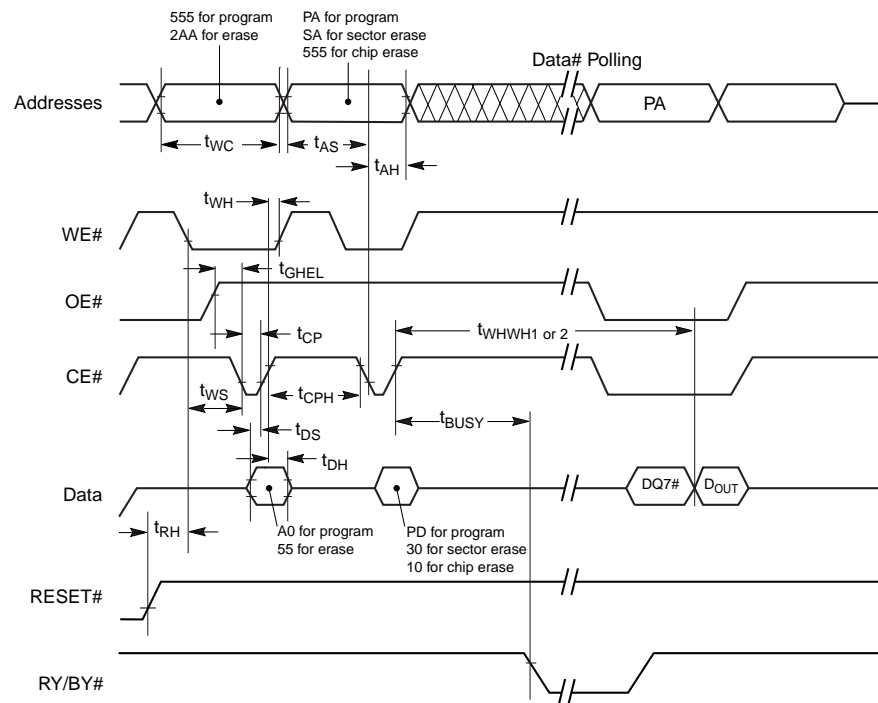 555 for program
2AA for erase
PA for program
SA for sector erase
555 for chip erase
Data# Polling
Addresses
PA
tWC
tAS
tAH
tWH
WE#
tGHEL
OE#
tCP
tWHWH1 or 2
CE#
tWS
tCPH
tBUSY
tDS
tDH
Data
DQ7#
DOUT
tRH
A0 for program
55 for erase
PD for program
30 for sector erase
10 for chip erase
RESET#
RY/BY#